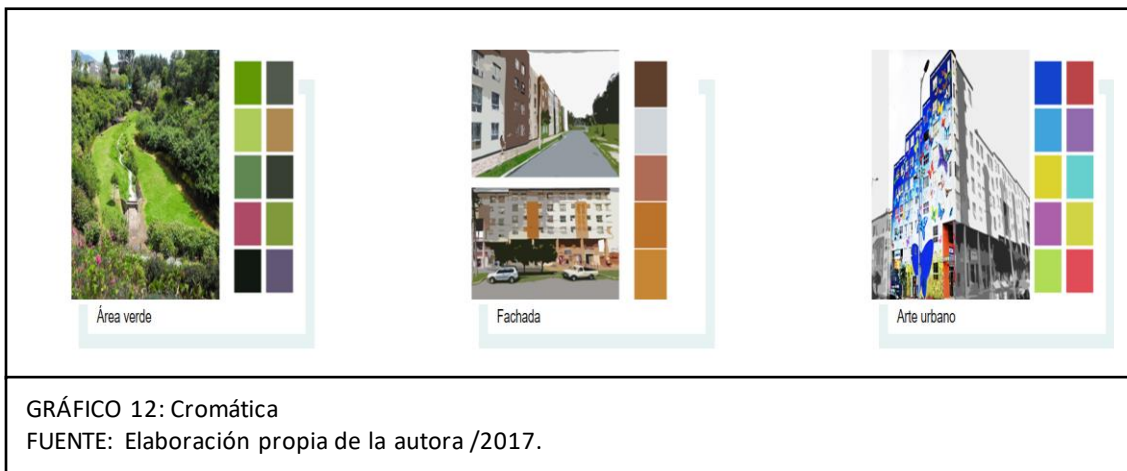 Área verde
Fachada
Arte urbano
GRÁFICO 12: Cromática
FUENTE: Elaboración propia de la autora /2017.